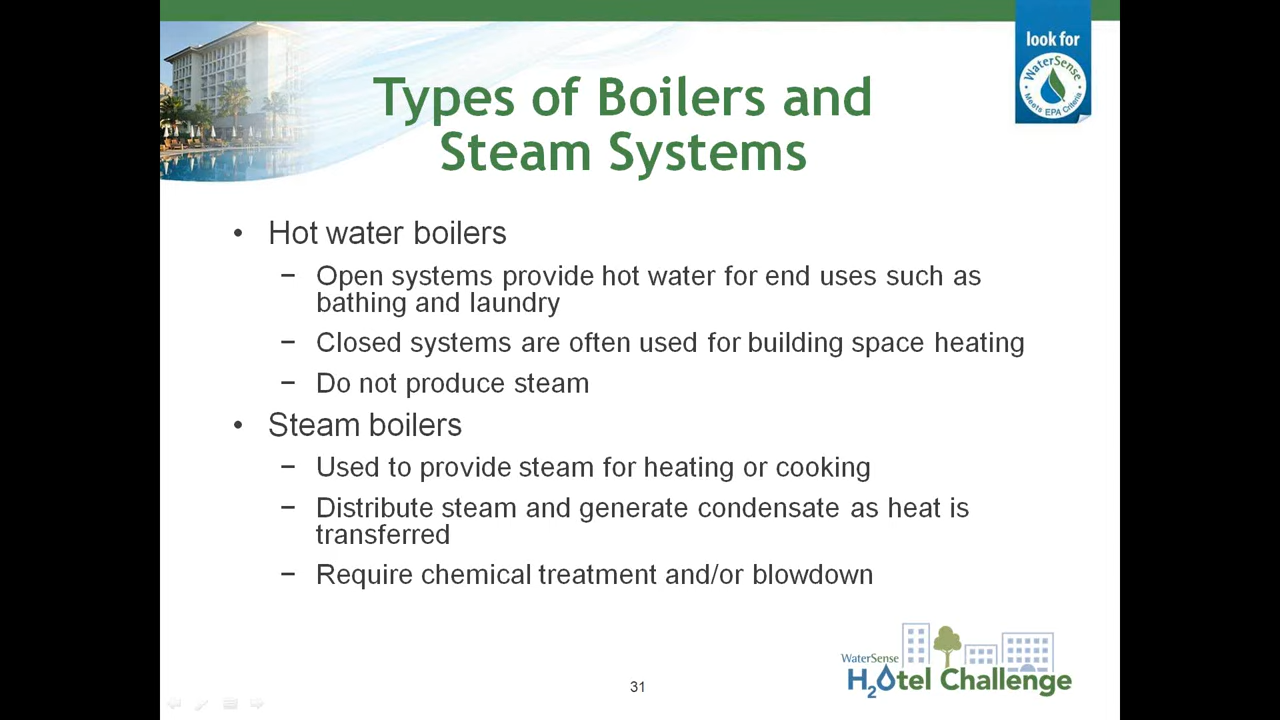 look for
WaterSense
Meets EPA Criteria
Types of Boilers and
Steam Systems
• Hot water boilers
− Open systems provide hot water for end uses such as
bathing and laundry
− Closed systems are often used for building space heating
− Do not produce steam
• Steam boilers
− Used to provide steam for heating or cooking
− Distribute steam and generate condensate as heat is
transferred
− Require chemical treatment and/or blowdown
WaterSense
H2Otel Challenge
31